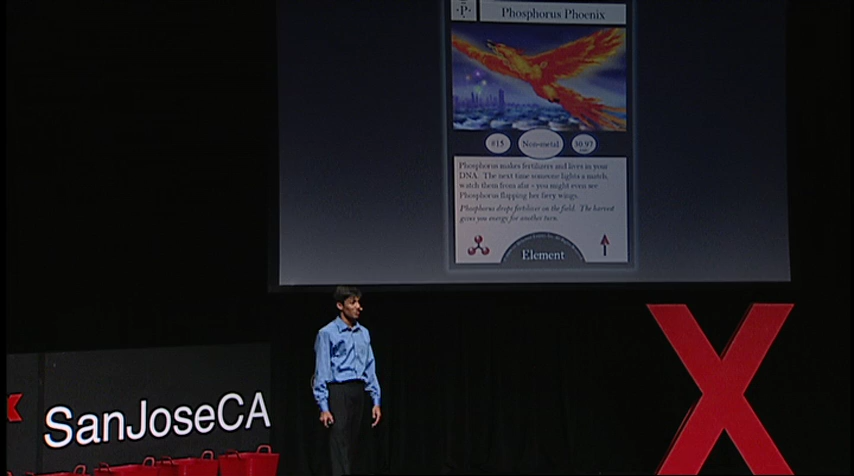 ·P·
Phosphorus Phoenix
#15
Non-metal
30.97
Phosphorus makes fertilizers and lives in your
DNA. The next time someone lights a match,
watch them from afar - you might even see
Phosphorus flapping her fiery wings.
Phosphorus drops fertilizer on the field. The harvest
gives you energy for another turn.
Element
X
SanJoseCA